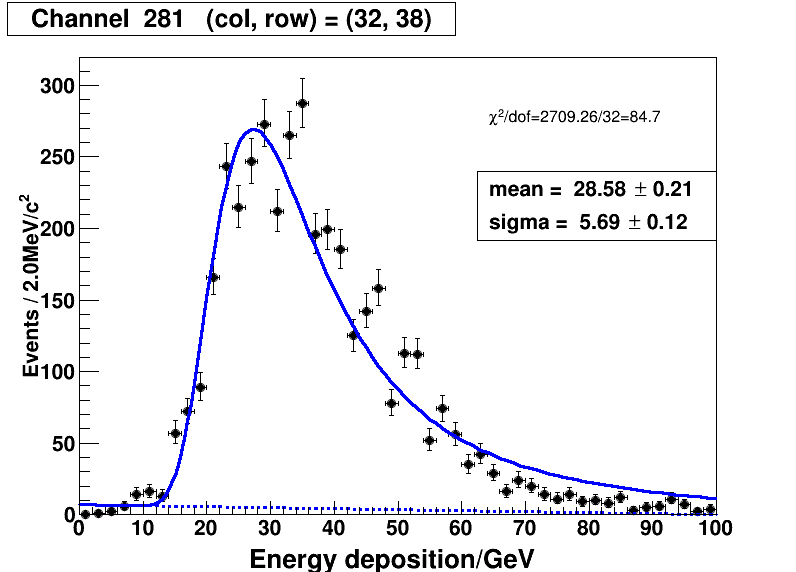 Channel 281 (col, row) = (32, 38)
χ²/dof=2709.26/32=84.7
mean = 28.58 ± 0.21
sigma = 5.69 ± 0.12
Events / 2.0MeV/c²
300
250
200
150
100
50
0
0 10 20 30 40 50 60 70 80 90 100
Energy deposition/GeV